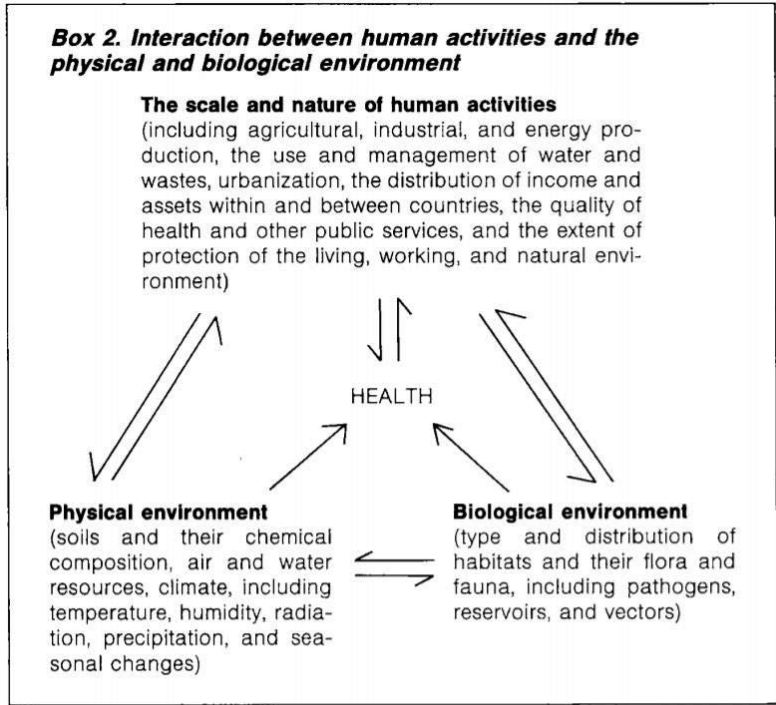 Box 2. Interaction between human activities and the
physical and biological environment
The scale and nature of human activities
(including agricultural, industrial, and energy pro-
duction, the use and management of water and
wastes, urbanization, the distribution of income and
assets within and between countries, the quality of
health and other public services, and the extent of
protection of the living, working, and natural envi-
ronment)
HEALTH
Physical environment
(soils and their chemical
composition, air and water
resources, climate, including
temperature, humidity, radia-
tion, precipitation, and sea-
sonal changes)
Biological environment
(type and distribution of
habitats and their flora and
fauna, including pathogens,
reservoirs, and vectors)